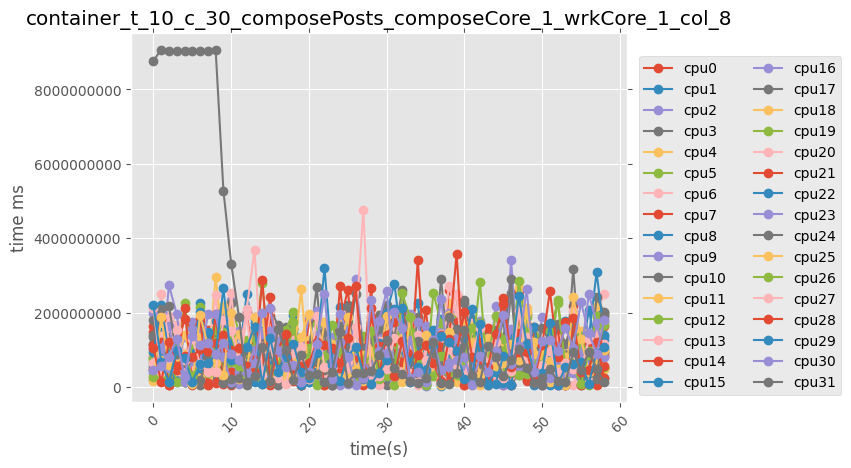 container_t_10_c_30_composePosts_composeCore_1_wrkCore_1_col_8
time ms
8000000000
6000000000
4000000000
2000000000
0
0
10
20
30
40
50
60
time(s)
cpu0
cpu1
cpu2
cpu3
cpu4
cpu5
cpu6
cpu7
cpu8
cpu9
cpu10
cpu11
cpu12
cpu13
cpu14
cpu15
cpu16
cpu17
cpu18
cpu19
cpu20
cpu21
cpu22
cpu23
cpu24
cpu25
cpu26
cpu27
cpu28
cpu29
cpu30
cpu31